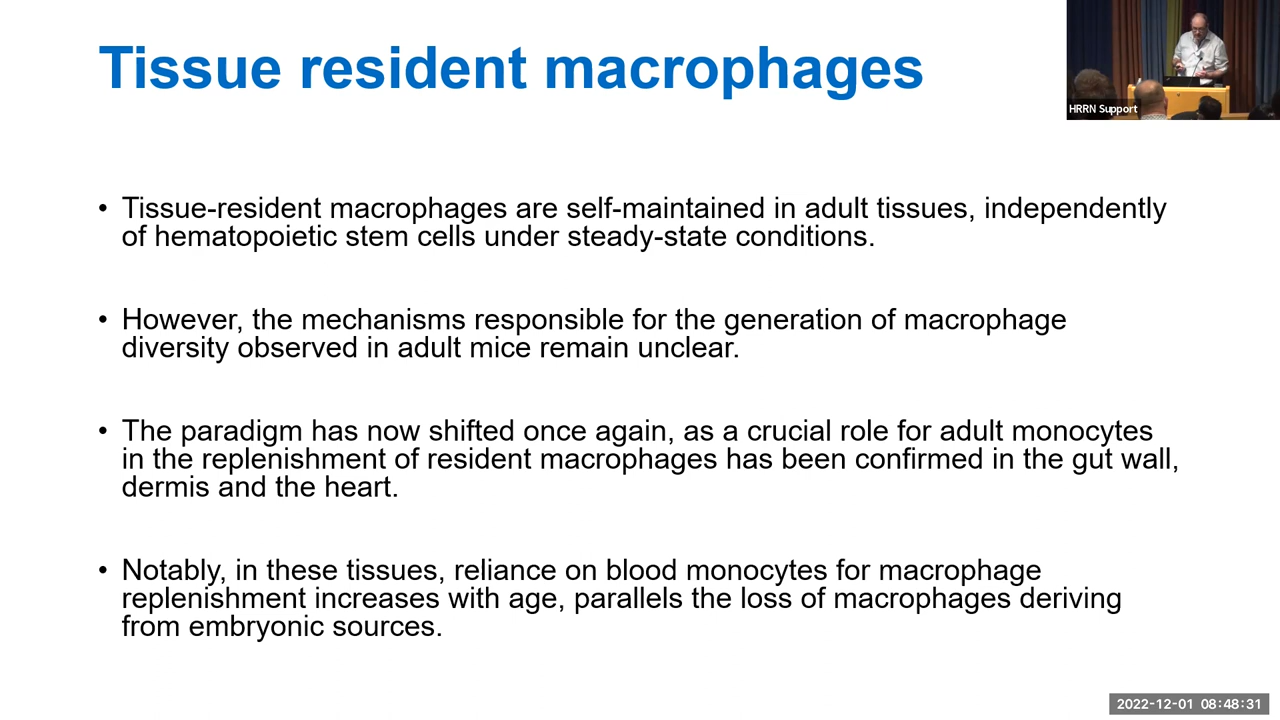 Tissue resident macrophages
HRRN Support
• Tissue-resident macrophages are self-maintained in adult tissues, independently
of hematopoietic stem cells under steady-state conditions.
• However, the mechanisms responsible for the generation of macrophage
diversity observed in adult mice remain unclear.
• The paradigm has now shifted once again, as a crucial role for adult monocytes
in the replenishment of resident macrophages has been confirmed in the gut wall,
dermis and the heart.
• Notably, in these tissues, reliance on blood monocytes for macrophage
replenishment increases with age, parallels the loss of macrophages deriving
from embryonic sources.
2022-12-01 08:48:31